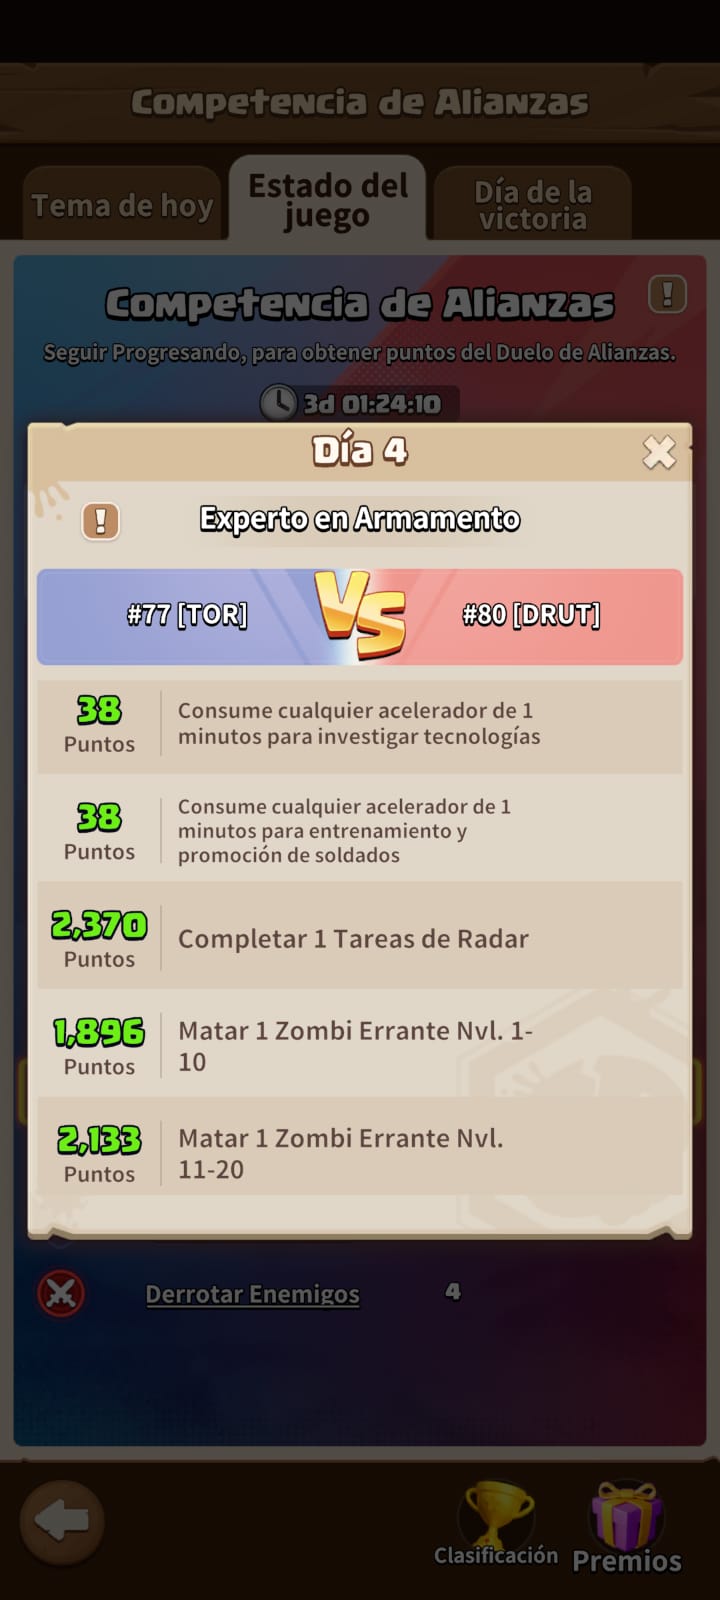 Competencia de Alianzas
Tema de hoy
Estado del
juego
Día de la
victoria
Competencia de Alianzas
!
Seguir Progresando, para obtener puntos del Duelo de Alianzas.
3d 01:24:10
Día 4
!
Experto en Armamento
#77 [TOR]
VS
#80 [DRUT]
38
Puntos
Consume cualquier acelerador de 1
minutos para investigar tecnologías
38
Puntos
Consume cualquier acelerador de 1
minutos para entrenamiento y
promoción de soldados
2,370
Puntos
Completar 1 Tareas de Radar
1,896
Puntos
Matar 1 Zombi Errante Nvl. 1-
10
2,133
Puntos
Matar 1 Zombi Errante Nvl.
11-20
Derrotar Enemigos
4
Clasificación
Premios